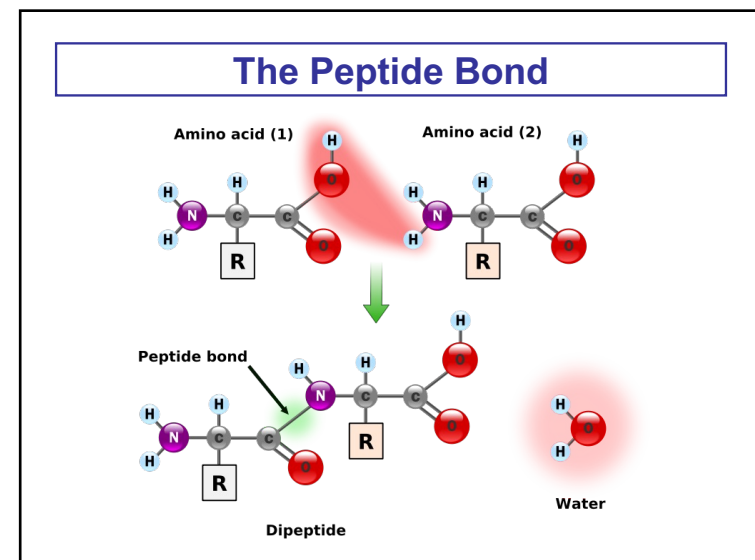 The Peptide Bond
Amino acid (1)
Amino acid (2)
H
H
O
H
H
H
O
H
N
C
C
H
N
C
C
H
O
H
O
R
R
H
Peptide bond
H
H
O
N
C
C
H
H
N
C
C
R
O
H
O
H
O
H
R
Water
Dipeptide